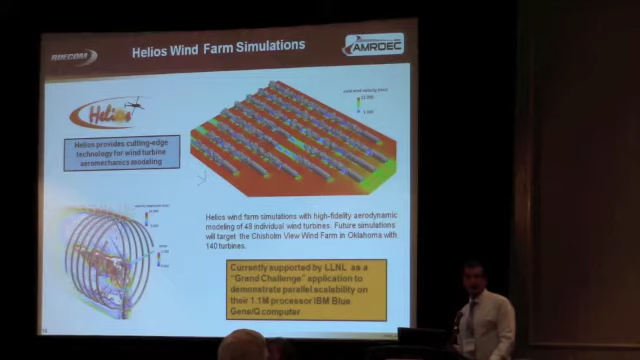 RDECOM
Helios Wind Farm Simulations
AMRDEC
Helios
Helios provides cutting-edge
technology for wind turbine
aeromechanics modeling
Helios wind farm simulations with high-fidelity aerodynamic
modeling of 48 individual wind turbines. Future simulations
will target the Chisholm View Wind Farm in Oklahoma with
140 turbines.
Currently supported by LLNL as a
"Grand Challenge" application to
demonstrate parallel scalability on
their 1.1M processor IBM Blue
Gene/Q computer